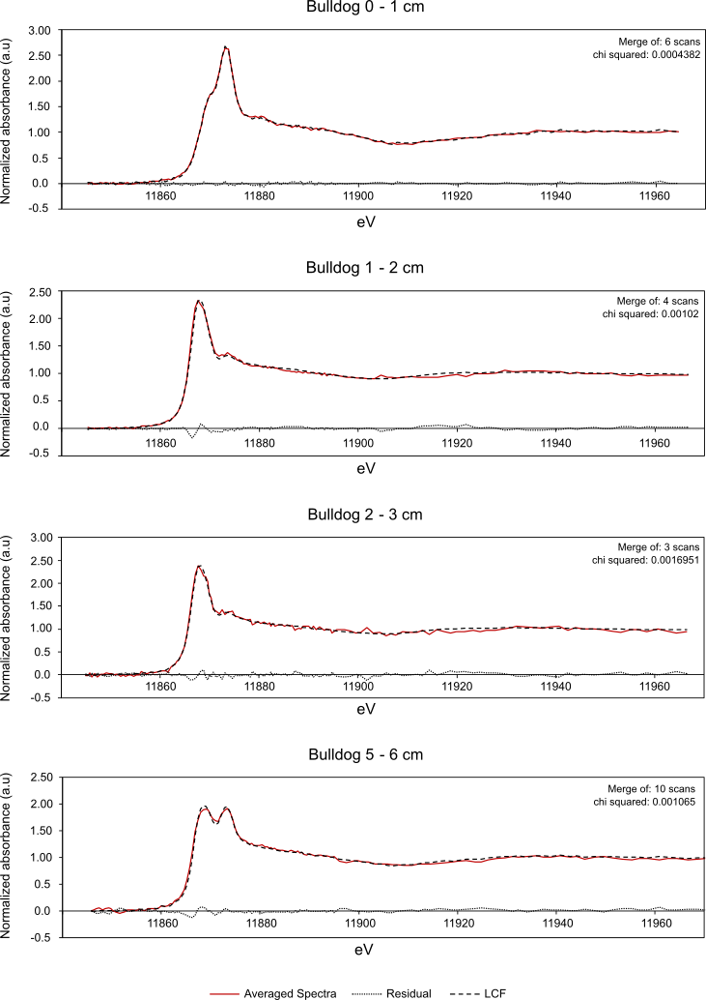 Bulldog 0 - 1 cm
Normalized absorbance (a.u)
3.00
2.50
2.00
1.50
1.00
0.5
0.0
-0.5
Merge of: 6 scans
chi squared: 0.0004382
11860 11880 11900 11920 11940 11960
eV
Bulldog 1 - 2 cm
Normalized absorbance (a.u)
2.50
2.00
1.50
1.00
0.5
0.0
-0.5
Merge of: 4 scans
chi squared: 0.00102
11860 11880 11900 11920 11940 11960
eV
Bulldog 2 - 3 cm
Normalized absorbance (a.u)
3.00
2.50
2.00
1.50
1.00
0.5
0.0
-0.5
Merge of: 3 scans
chi squared: 0.0016951
11860 11880 11900 11920 11940 11960
eV
Bulldog 5 - 6 cm
Normalized absorbance (a.u)
2.50
2.00
1.50
1.00
0.5
0.0
-0.5
Merge of: 10 scans
chi squared: 0.001065
11860 11880 11900 11920 11940 11960
eV
Averaged Spectra Residual LCF